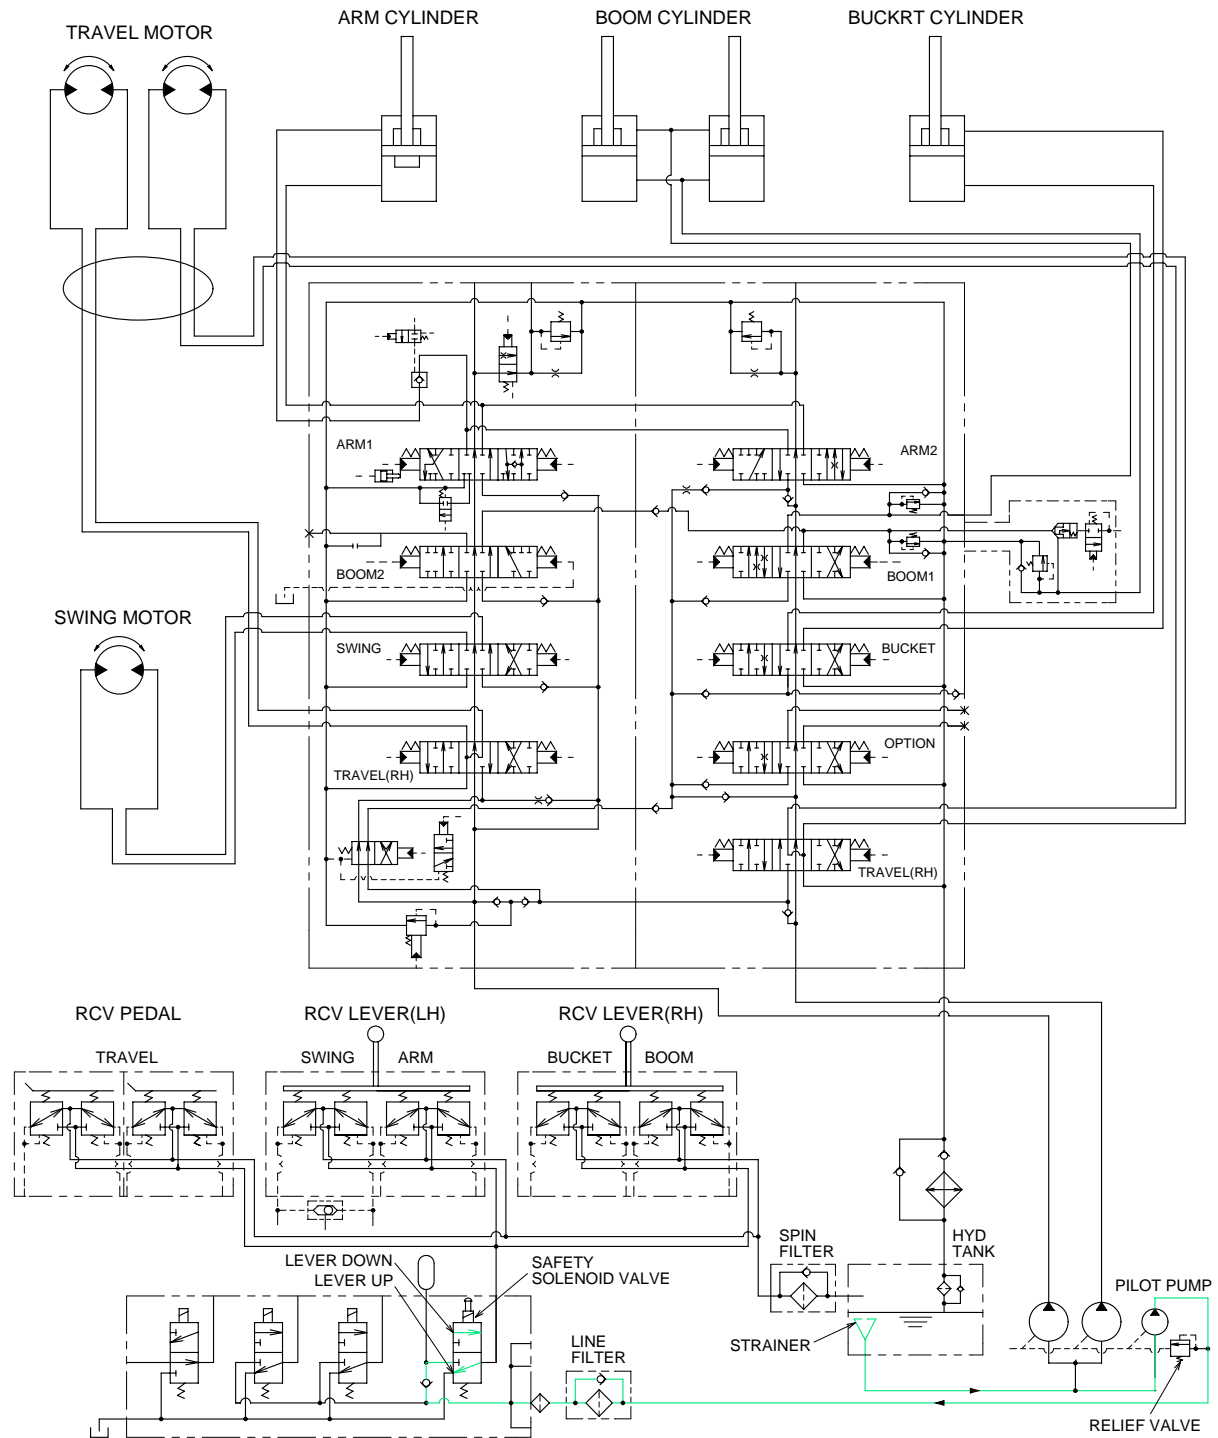 ARM CYLINDER
BOOM CYLINDER
BUCKRT CYLINDER
TRAVEL MOTOR
ARM1
ARM2
BOOM2
BOOM1
SWING MOTOR
SWING
BUCKET
OPTION
TRAVEL(RH)
TRAVEL(RH)
RCV PEDAL
RCV LEVER(LH)
RCV LEVER(RH)
TRAVEL
SWING
ARM
BUCKET
BOOM
LEVER DOWN
LEVER UP
SAFETY
SOLENOID VALVE
SPIN
FILTER
HYD
TANK
PILOT PUMP
STRAINER
LINE
FILTER
RELIEF VALVE